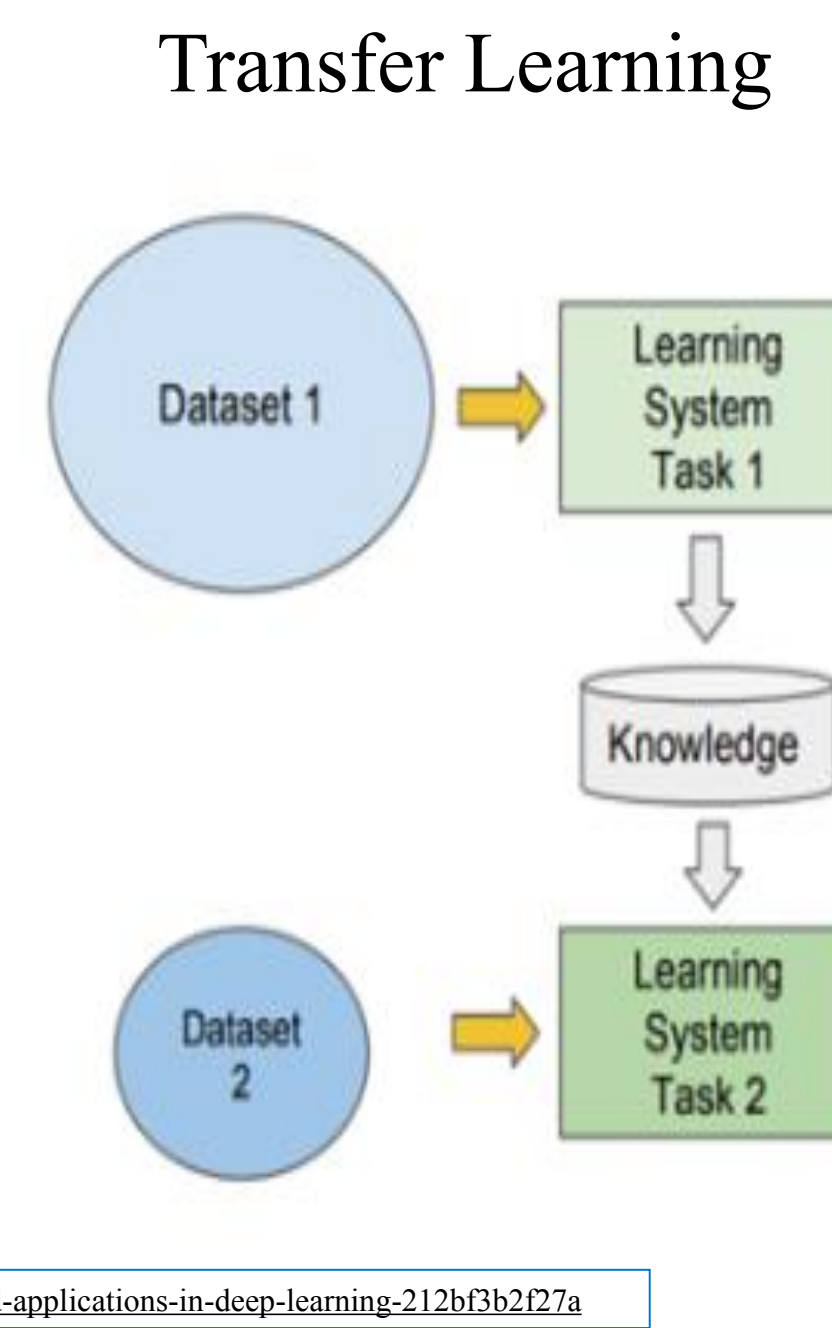 Transfer Learning
Dataset 1
Learning
System
Task 1
Knowledge
Dataset
2
Learning
System
Task 2
-applications-in-deep-learning-212bf3b2f27a